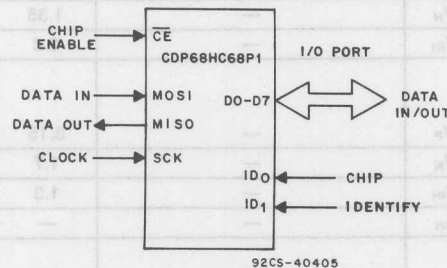 CHIP
ENABLE
CE
CDP68HC68P1
I/O PORT
DATA IN
MOSI
DO-D7
DATA
IN/OUT
DATA OUT
MISO
CLOCK
SCK
ID0
CHIP
ID1
IDENTIFY
92CS-40405